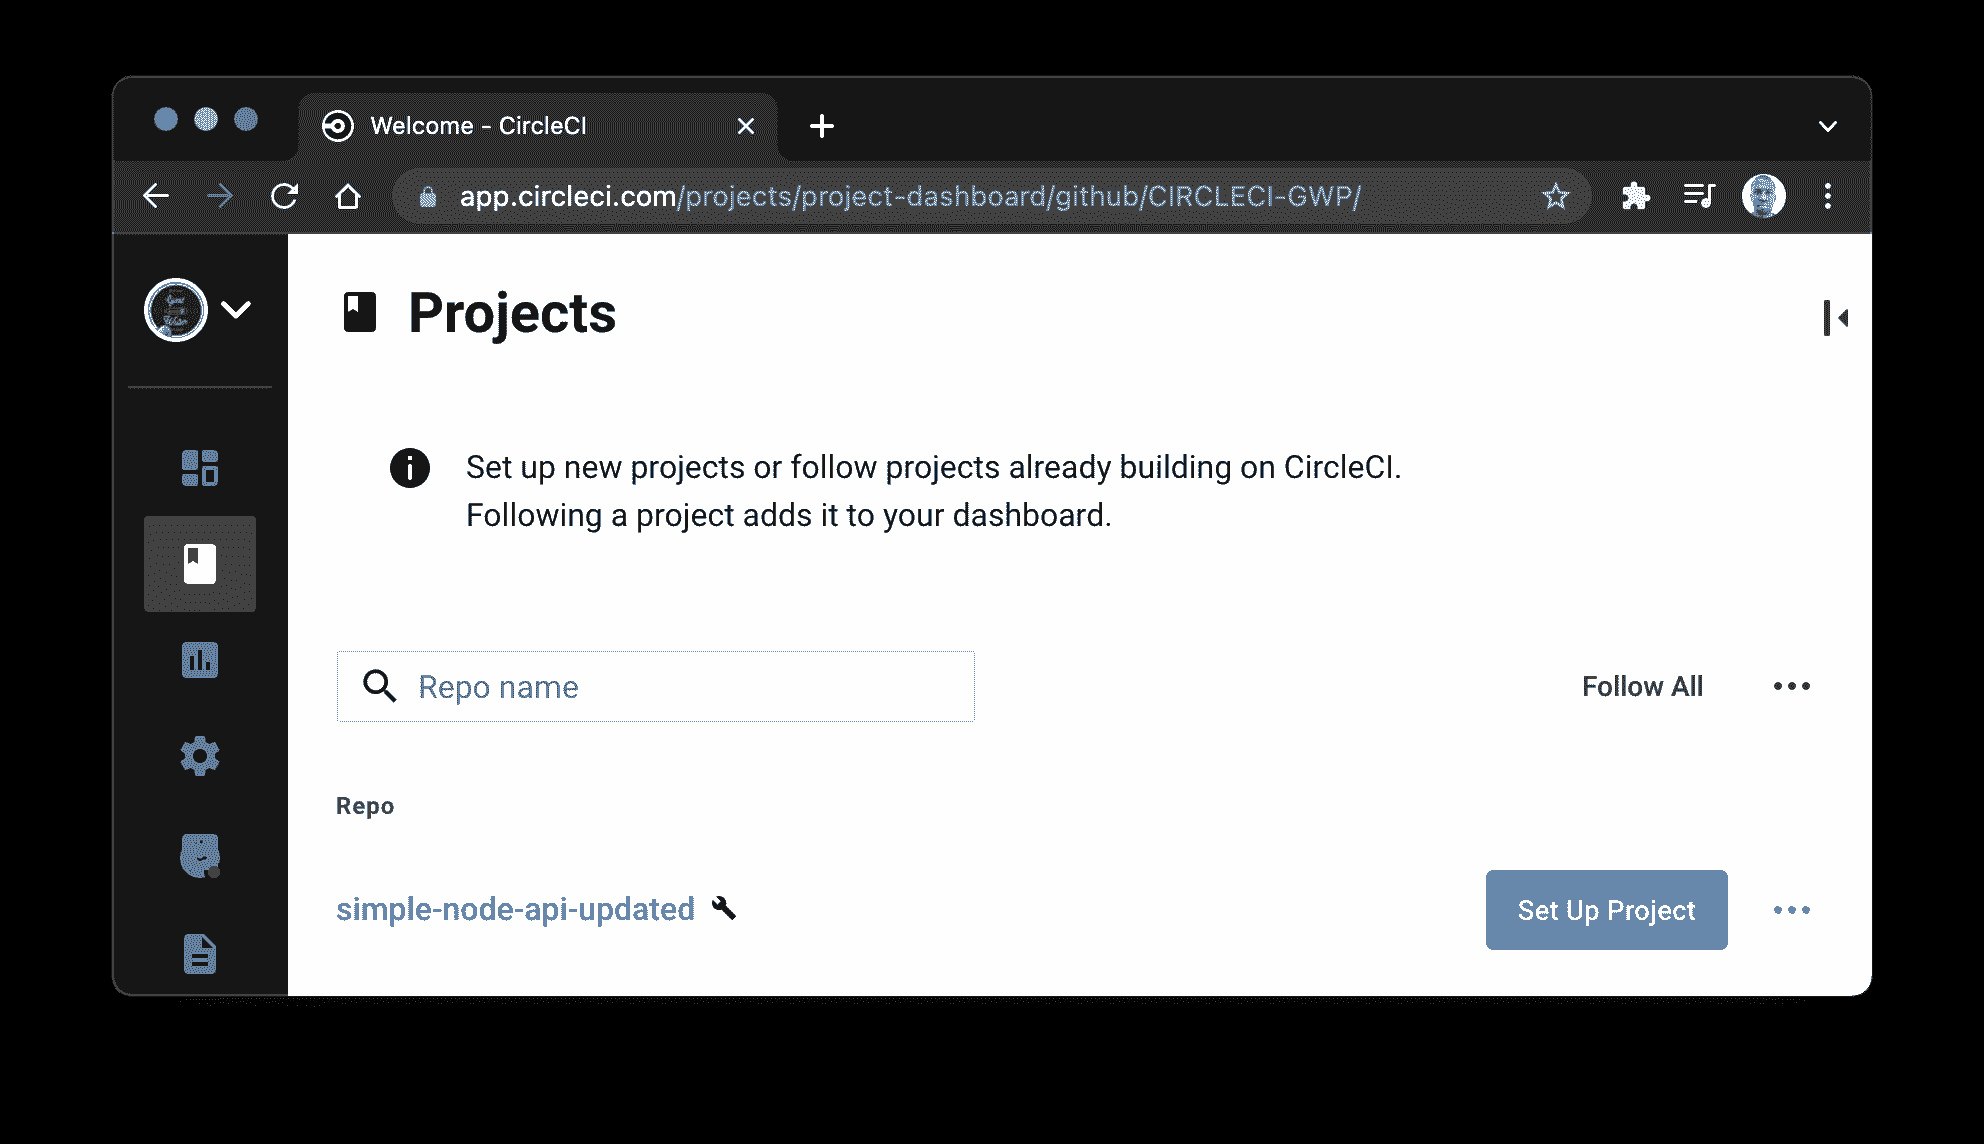 Welcome - CircleCI
app.circleci.com/projects/project-dashboard/github/CIRCLECI-GWP/
Projects
Set up new projects or follow projects already building on CircleCI.
Following a project adds it to your dashboard.
Repo name
Follow All
Repo
simple-node-api-updated
Set Up Project